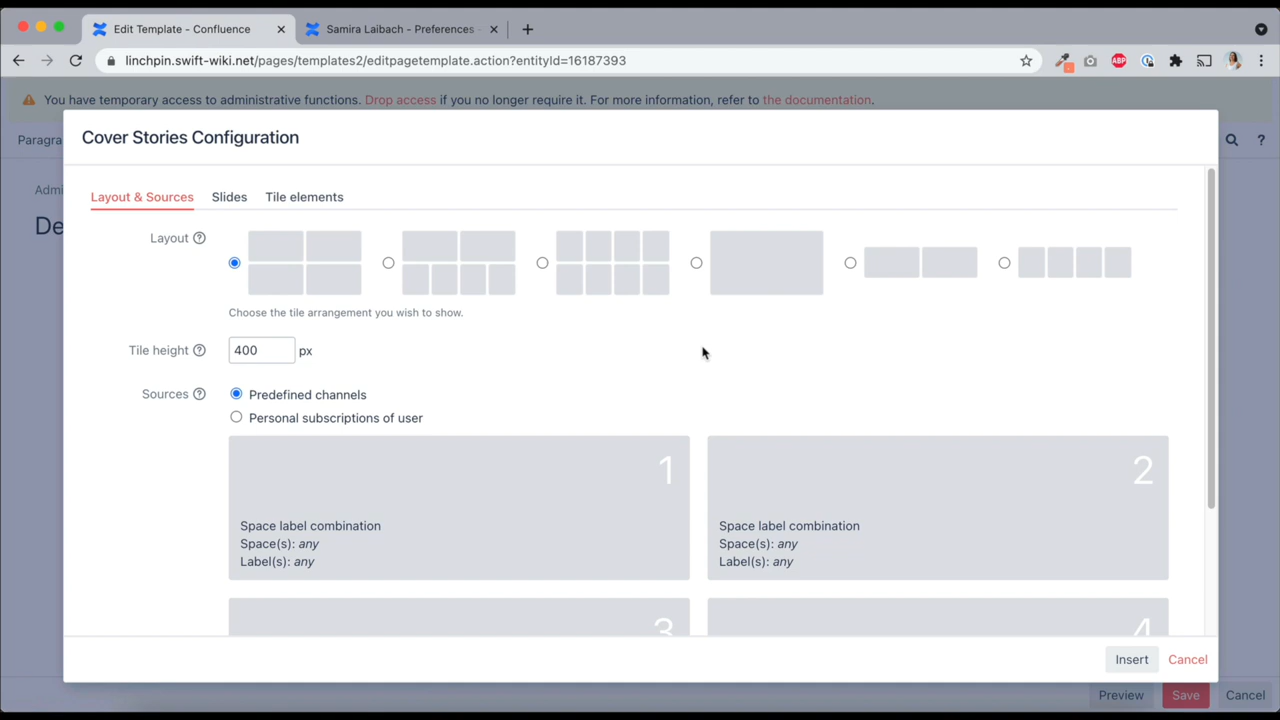 Edit Template - Confluence
Samira Laibach - Preferences -
linchpin.swift-wiki.net/pages/templates2/editpagetemplate.action?entityId=16187393
ABP
You have temporary access to administrative functions. Drop access if you no longer require it. For more information, refer to the documentation.
Paragra
?
Cover Stories Configuration
Admi
De
Layout & Sources Slides Tile elements
Layout ?
Choose the tile arrangement you wish to show.
Tile height ? 400 px
Sources ? Predefined channels
Personal subscriptions of user
1
Space label combination
Space(s): any
Label(s): any
2
Space label combination
Space(s): any
Label(s): any
3
4
Insert Cancel
Preview Save Cancel